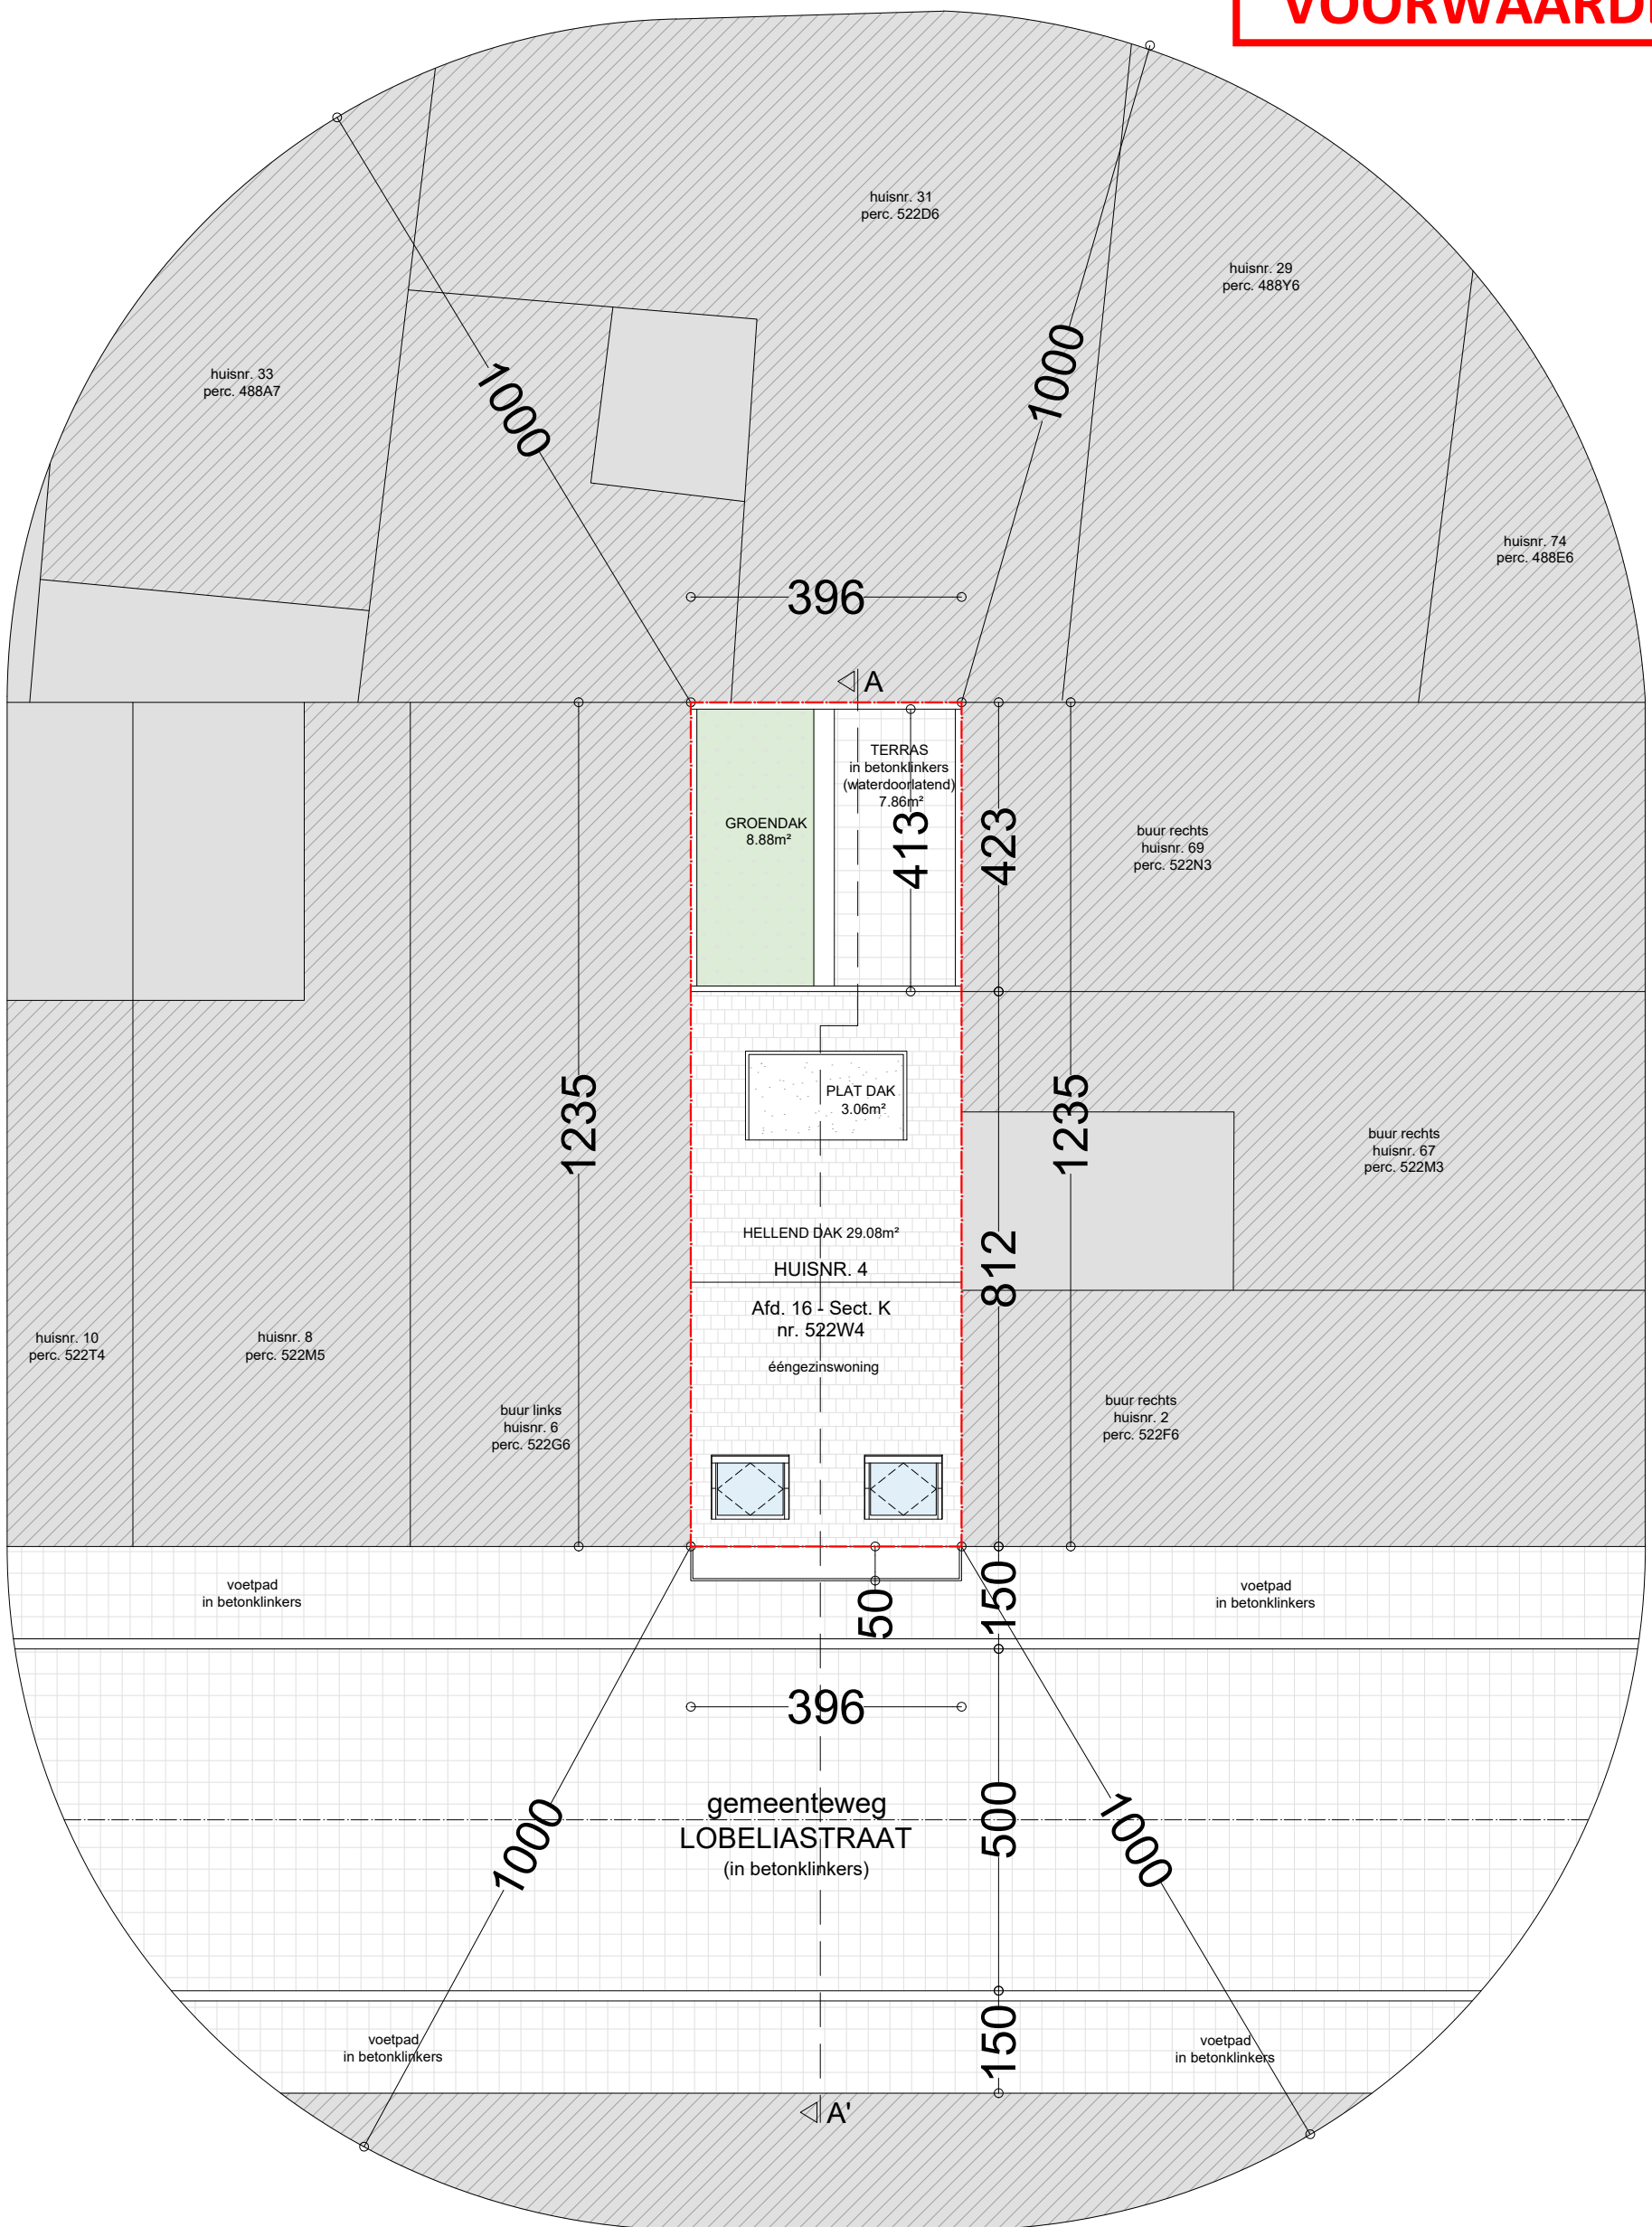 huisnr. 31
perc. 522D6
huisnr. 29
perc. 488Y6
huisnr. 33
perc. 488A7
1000
1000
huisnr. 74
perc. 488E6
396
A
TERRAS
in betonklinkers
(waterdoorlatend)
7.86m²
GROENDAK
8.88m²
413
423
buur rechts
huisnr. 69
perc. 522N3
1235
1235
PLAT DAK
3.06m²
buur rechts
huisnr. 67
perc. 522M3
HELLEND DAK 29.08m²
812
HUISNR. 4
Afd. 16 - Sect. K
nr. 522W4
ééngezinswoning
huisnr. 10
perc. 522T4
huisnr. 8
perc. 522M5
buur links
huisnr. 6
perc. 522G6
buur rechts
huisnr. 2
perc. 522F6
voetpad
in betonklinkers
50
150
voetpad
in betonklinkers
396
gemeenteweg
LOBELIASTRAAT
(in betonklinkers)
1000
500
1000
voetpad
in betonklinkers
150
voetpad
in betonklinkers
A'